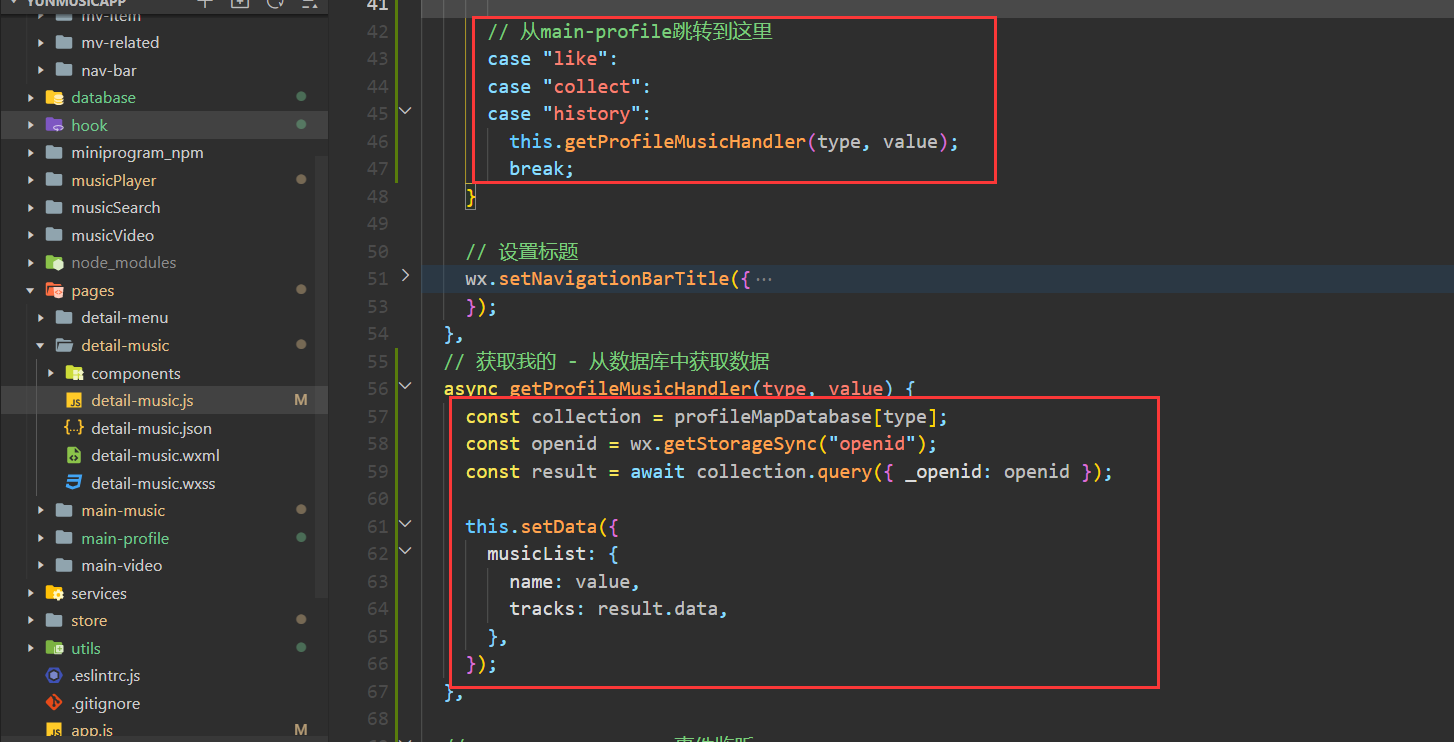 YUNMUSICAPP
mv-item
mv-related
nav-bar
database
hook
miniprogram_npm
musicPlayer
musicSearch
musicVideo
node_modules
pages
detail-menu
detail-music
components
detail-music.js M
detail-music.json
detail-music.wxml
detail-music.wxss
main-music
main-profile
main-video
services
store
utils
.eslintrc.js
.gitignore
app.js M
41
42 // 从main-profile跳转到这里
43 case "like":
44 case "collect":
45 case "history":
46 this.getProfileMusicHandler(type, value);
47 break;
48 }
49
50 // 设置标题
51 wx.setNavigationBarTitle({ ···
53 });
54 },
55 // 获取我的 - 从数据库中获取数据
56 async getProfileMusicHandler(type, value) {
57 const collection = profileMapDatabase[type];
58 const openid = wx.getStorageSync("openid");
59 const result = await collection.query({ _openid: openid });
60
61 this.setData({
62 musicList: {
63 name: value,
64 tracks: result.data,
65 },
66 });
67 },
68
事件监听